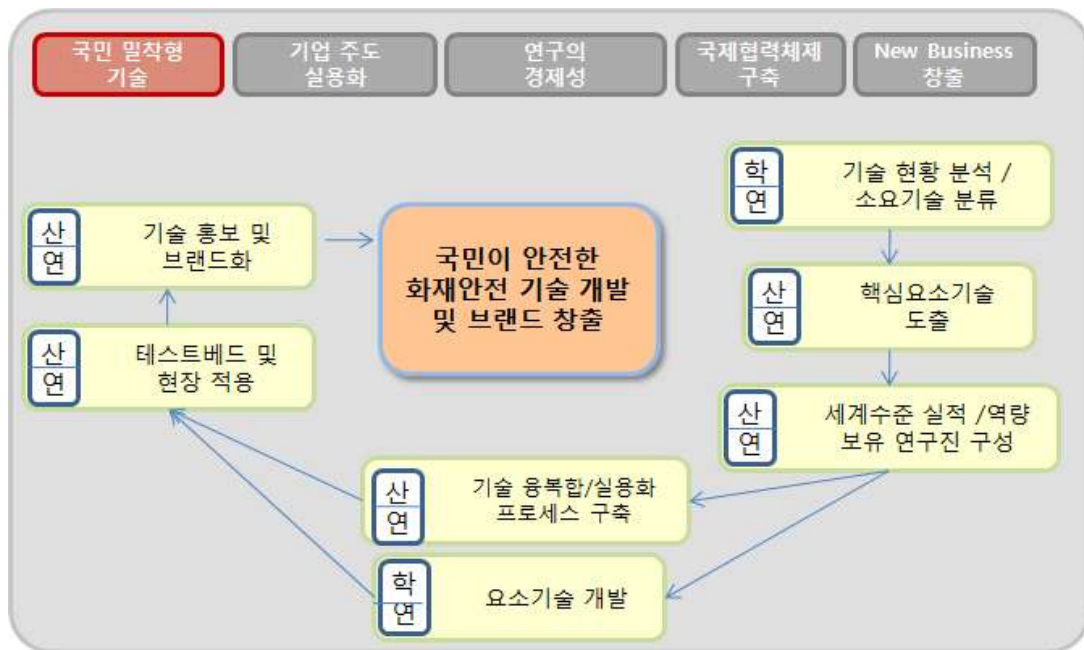 국민 밀착형
기술
기업 주도
실용화
연구의
경제성
국제협력체제
구축
New Business
창출
학
연
기술 현황 분석 /
소요기술 분류
산
연
기술 홍보 및
브랜드화
국민이 안전한
화재안전 기술 개발
및 브랜드 창출
산
연
핵심요소기술
도출
산
연
테스트베드 및
현장 적용
산
연
세계수준 실적 /역량
보유 연구진 구성
산
연
기술 융복합/실용화
프로세스 구축
학
연
요소기술 개발